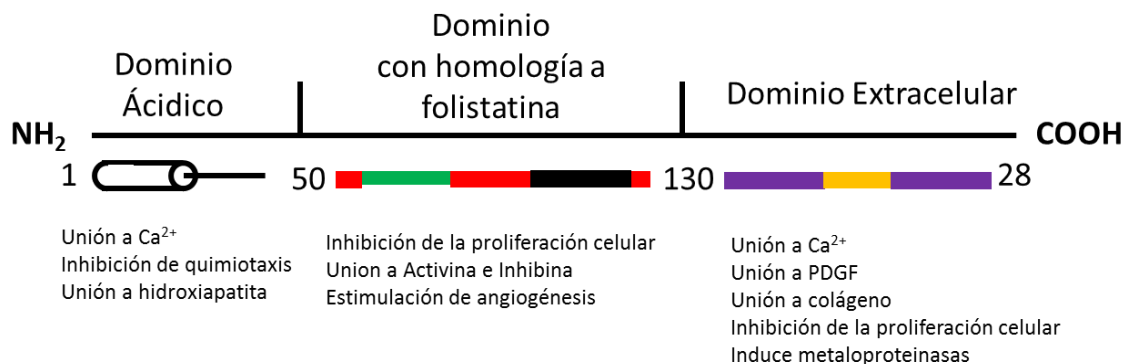 Dominio
Ácidico
Dominio
con homología a
folistatina
Dominio Extracelular
NH₂
COOH
1
50
130
28
Unión a Ca²⁺
Inhibición de quimiotaxis
Unión a hidroxiapatita
Inhibición de la proliferación celular
Union a Activina e Inhibina
Estimulación de angiogénesis
Unión a Ca²⁺
Unión a PDGF
Unión a colágeno
Inhibición de la proliferación celular
Induce metaloproteinasas